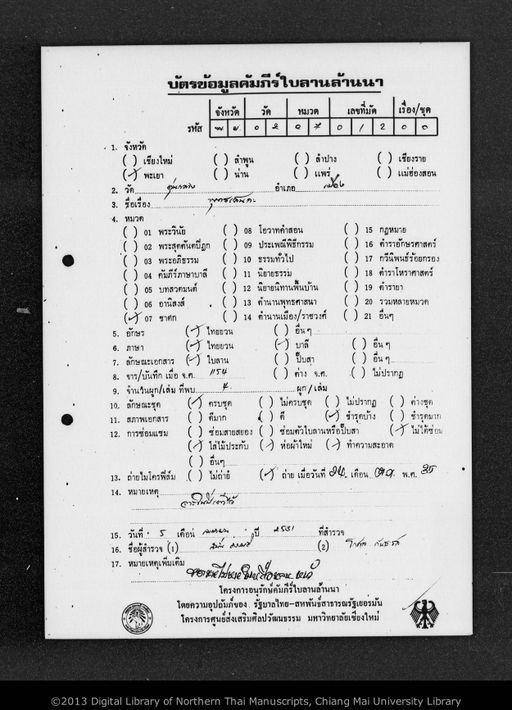 บัตรข้อมูลคัมภีร์ใบลานล้านนา
จังหวัด วัด หมวด เลขที่มัด เรื่อง/ชุด
รหัส พ ย ๐ ๑ ๐ ๗ ๐ 1 2 ๐ ๐
1. จังหวัด
( ) เชียงใหม่ ( ) ลำพูน ( ) ลำปาง ( ) เชียงราย
(✓) พะเยา ( ) น่าน ( ) แพร่ ( ) แม่ฮ่องสอน
2. วัด อำเภอ เมือง
3. ชื่อเรื่อง
4. หมวด
( ) 01 พระวินัย ( ) 08 โอวาทคำสอน ( ) 15 กฎหมาย
( ) 02 พระสุตตันตปิฎก ( ) 09 ประเพณีพิธีกรรม ( ) 16 ตำราอักษรศาสตร์
( ) 03 พระอภิธรรม ( ) 10 ธรรมทั่วไป ( ) 17 กวีนิพนธ์ร้อยกรอง
( ) 04 คัมภีร์ภาษาบาลี ( ) 11 นิยายธรรม ( ) 18 ตำราโหราศาสตร์
( ) 05 บทสวดมนต์ ( ) 12 นิยายนิทานพื้นบ้าน ( ) 19 ตำรายา
( ) 06 อานิสงส์ ( ) 13 ตำนานพุทธศาสนา ( ) 20 รวมหลายหมวด
(✓) 07 ชาดก ( ) 14 ตำนานเมือง/ราชวงศ์ ( ) 21 อื่นๆ
5. อักษร (✓) ไทยยวน ( ) อื่นๆ
6. ภาษา (✓) ไทยยวน (✓) บาลี ( ) อื่นๆ
7. ลักษณะเอกสาร (✓) ใบลาน ( ) ปั๊บสา ( ) อื่นๆ
8. จาร/บันทึก เมื่อ จ.ศ. ๑๑๕๔ ( ) ค่าง จ.ศ. ( ) ไม่ปรากฏ
9. จำนวนผูก/เล่ม ที่พบ ผูก/เล่ม
10. ลักษณะชุด (✓) ครบชุด ( ) ไม่ครบชุด ( ) ไม่ปรากฏ ( ) ค่างชุด
11. สภาพเอกสาร ( ) ดีมาก ( ) ดี (✓) ชำรุดบ้าง ( ) ชำรุดมาก
12. การซ่อมแซม ( ) ซ่อมสายสยอง ( ) ซ่อมตัวใบลานหรือปั๊บสา (✓) ไม่ได้ซ่อม
(✓) ใส่ไม้ประกับ (✓) ห่อผ้าใหม่ (✓) ทำความสะอาด
( ) อื่นๆ
13. ถ่ายไมโครฟิล์ม ( ) ไม่ถ่าย (✓) ถ่าย เมื่อวันที่ เดือน พ.ศ. 35
14. หมายเหตุ
15. วันที่ 5 เดือน เมษายน ปี ๒531 ที่สำรวจ
16. ชื่อผู้สำรวจ (1) (2)
17. หมายเหตุเพิ่มเติม
โครงการอนุรักษ์คัมภีร์ใบลานล้านนา
โดยความอุปถัมภ์ของ รัฐบาลไทย-สหพันธ์สาธารณรัฐเยอรมัน
โครงการศูนย์ส่งเสริมศิลปวัฒนธรรม มหาวิทยาลัยเชียงใหม่
©2013 Digital Library of Northern Thai Manuscripts, Chiang Mai University Library